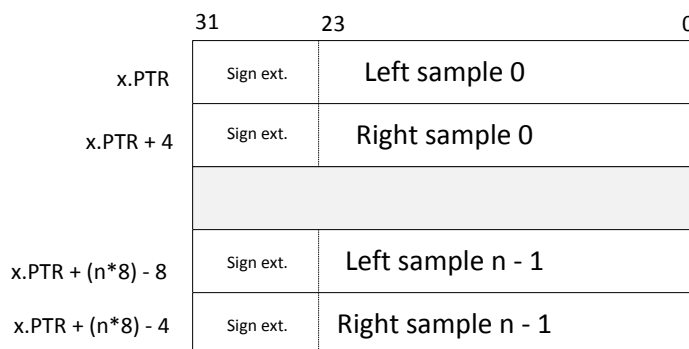 31 23 0
x.PTR Sign ext. Left sample 0
x.PTR + 4 Sign ext. Right sample 0
x.PTR + (n*8) - 8 Sign ext. Left sample n - 1
x.PTR + (n*8) - 4 Sign ext. Right sample n - 1